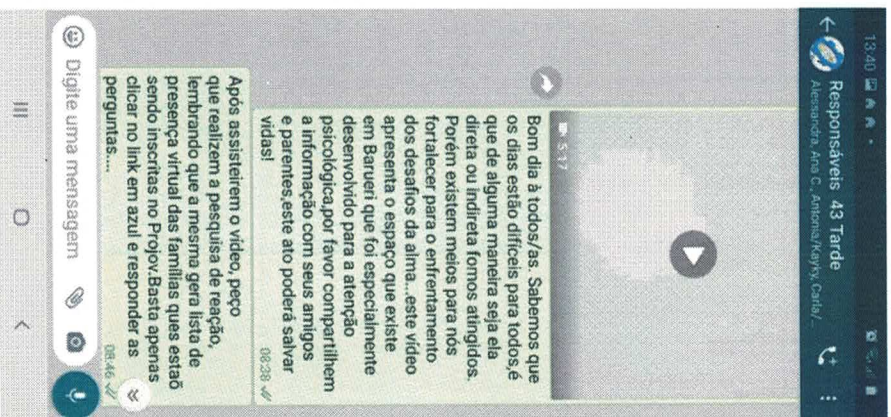 13:40
Responsáveis 43 Tarde
Alessandra, Ana C., Antonia/Kayky, Carla/...
5:17
Bom dia à todos/as. Sabemos que
os dias estão difíceis para todos,é
que de alguma maneira seja ela
direta ou indireta fomos atingidos.
Porém existem meios para nós
fortalecer para o enfrentamento
dos desafios da alma...este vídeo
apresenta o espaço que existe
em Barueri que foi especialmente
desenvolvido para a atenção
psicológica,por favor compartilhem
a informação com seus amigos
e parentes,este ato poderá salvar
vidas!
08:38
Após assisteirem o vídeo, peço
que realizem a pesquisa de reação,
lembrando que a mesma gera lista de
presença virtual das famílias ques estaõ
sendo inscritas no Projov.Basta apenas
clicar no link em azul e responder as
perguntas....
08:46
Digite uma mensagem